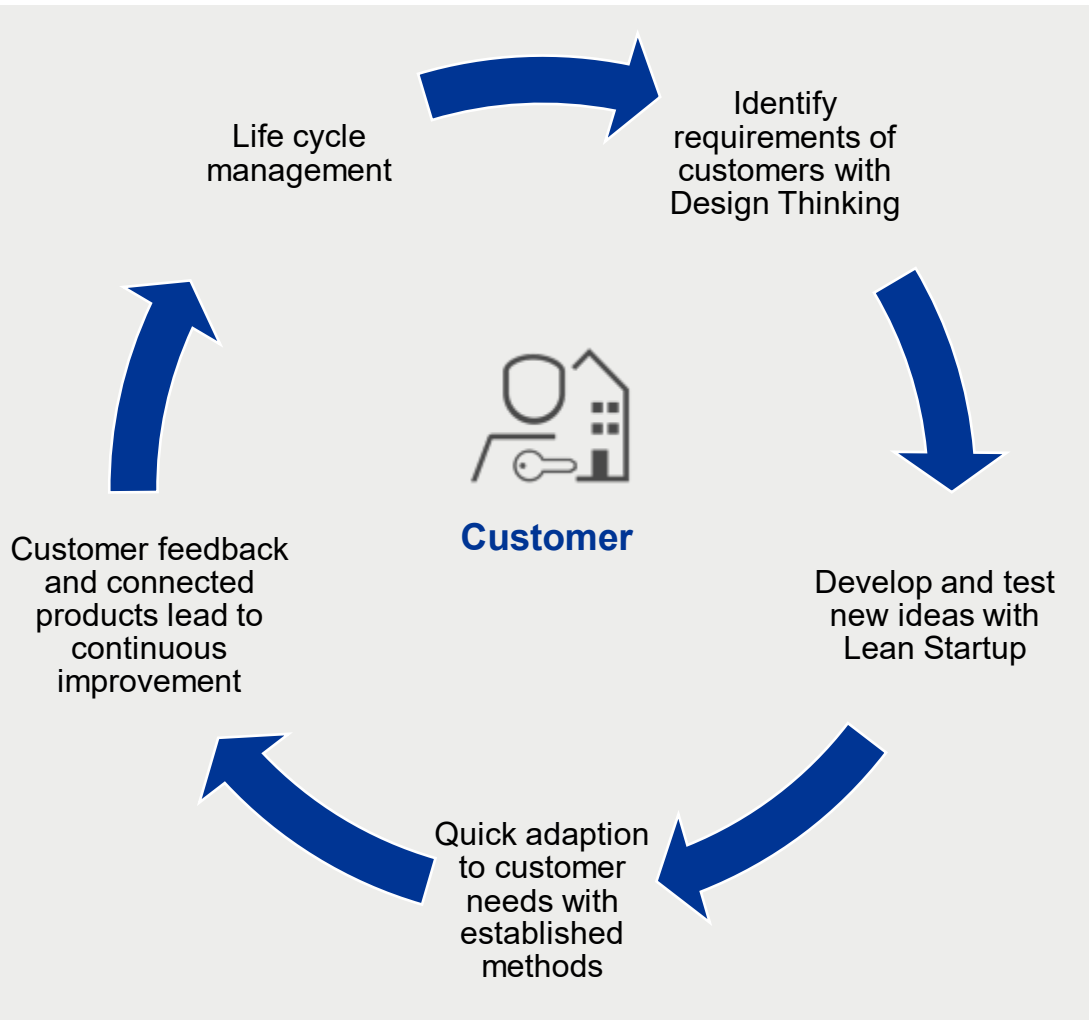 Life cycle
management
Identify
requirements of
customers with
Design Thinking
Customer
Develop and test
new ideas with
Lean Startup
Quick adaption
to customer
needs with
established
methods
Customer feedback
and connected
products lead to
continuous
improvement